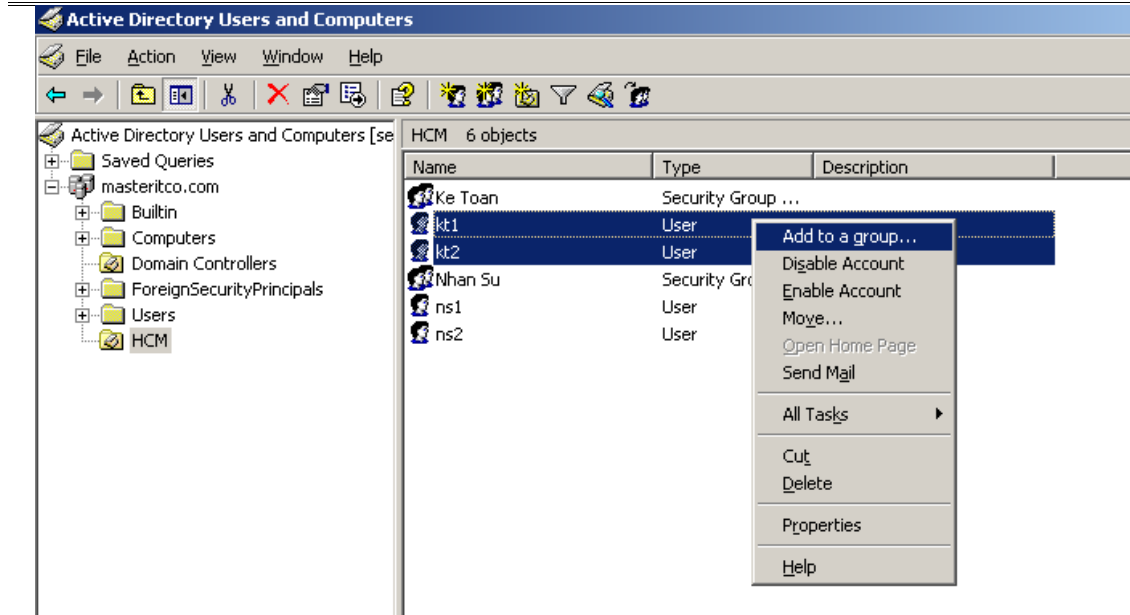 Active Directory Users and Computers
File Action View Window Help
Active Directory Users and Computers [se
Saved Queries
masteritco.com
Builtin
Computers
Domain Controllers
ForeignSecurityPrincipals
Users
HCM
HCM 6 objects
Name Type Description
Ke Toan Security Group ...
kt1 User
kt2 User
Nhan Su Security Gro
ns1 User
ns2 User
Add to a group...
Disable Account
Enable Account
Move...
Open Home Page
Send Mail
All Tasks
Cut
Delete
Properties
Help